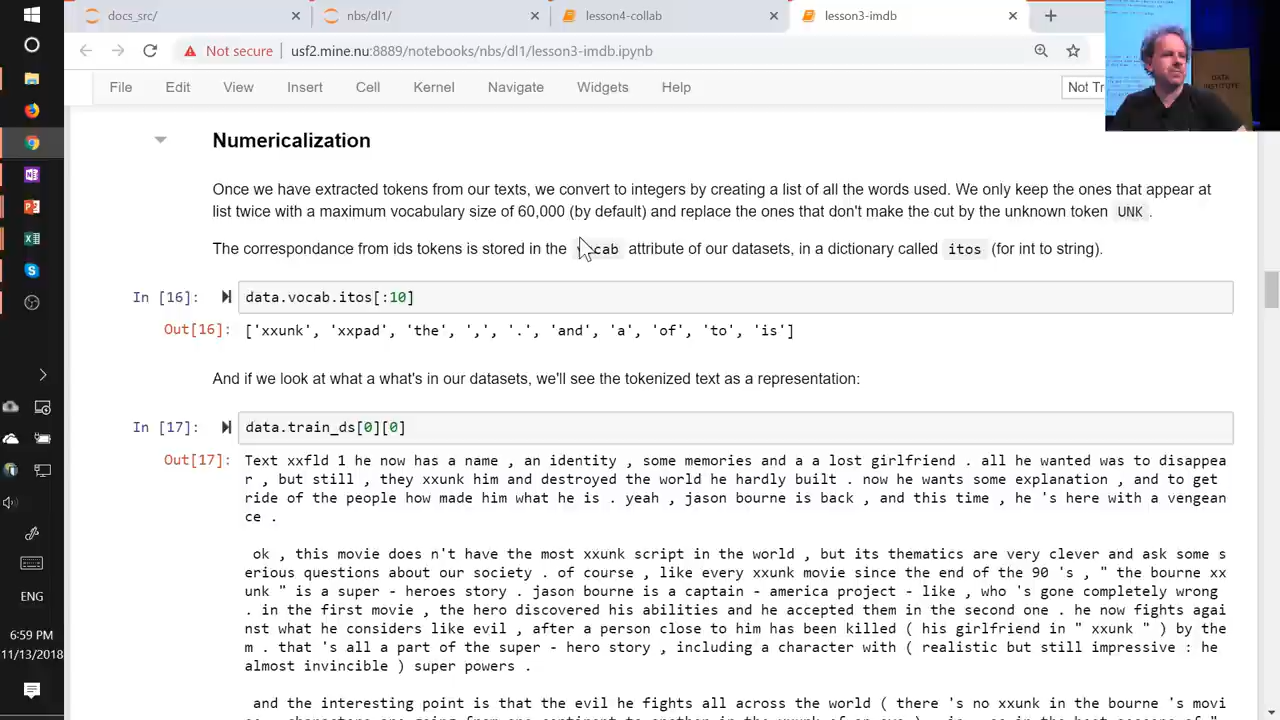 docs_src/
nbs/dl1/
lesson4-collab
lesson3-imdb
Not secure
usf2.mine.nu:8889/notebooks/nbs/dl1/lesson3-imdb.ipynb
File Edit View Insert Cell Kernel Navigate Widgets Help
Not Tr
DATA
INSTITUTE
Numericalization
Once we have extracted tokens from our texts, we convert to integers by creating a list of all the words used. We only keep the ones that appear at
list twice with a maximum vocabulary size of 60,000 (by default) and replace the ones that don't make the cut by the unknown token UNK.
The correspondance from ids tokens is stored in the cab attribute of our datasets, in a dictionary called itos (for int to string).
In [16]: data.vocab.itos[:10]
Out[16]: ['xxunk', 'xxpad', 'the', ',', '.', 'and', 'a', 'of', 'to', 'is']
And if we look at what a what's in our datasets, we'll see the tokenized text as a representation:
In [17]: data.train_ds[0][0]
Out[17]: Text xxfld 1 he now has a name , an identity , some memories and a a lost girlfriend . all he wanted was to disappea
r , but still , they xxunk him and destroyed the world he hardly built . now he wants some explanation , and to get
ride of the people how made him what he is . yeah , jason bourne is back , and this time , he 's here with a vengean
ce .
ok , this movie does n't have the most xxunk script in the world , but its thematics are very clever and ask some s
erious questions about our society . of course , like every xxunk movie since the end of the 90 's , " the bourne xx
unk " is a super - heroes story . jason bourne is a captain - america project - like , who 's gone completely wrong
. in the first movie , the hero discovered his abilities and he accepted them in the second one . he now fights agai
nst what he considers like evil , after a person close to him has been killed ( his girlfriend in " xxunk " ) by the
m . that 's all a part of the super - hero story , including a character with ( realistic but still impressive : he
almost invincible ) super powers .
and the interesting point is that the evil he fights all across the world ( there 's no xxunk in the bourne 's movi
ENG
6:59 PM
11/13/2018